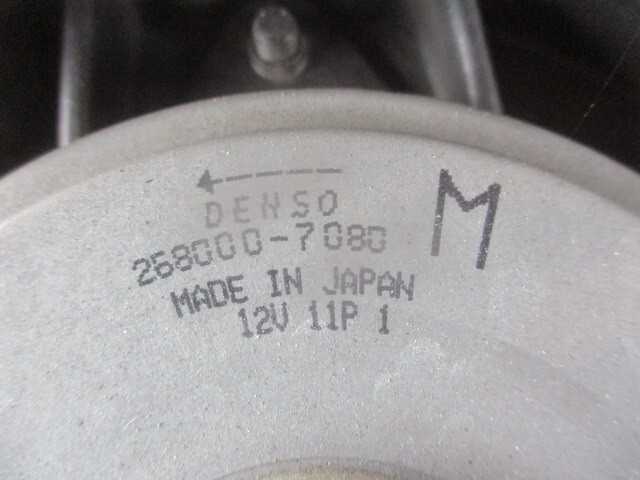 DENSO
268000-7080
M
MADE IN JAPAN
12V 11P 1